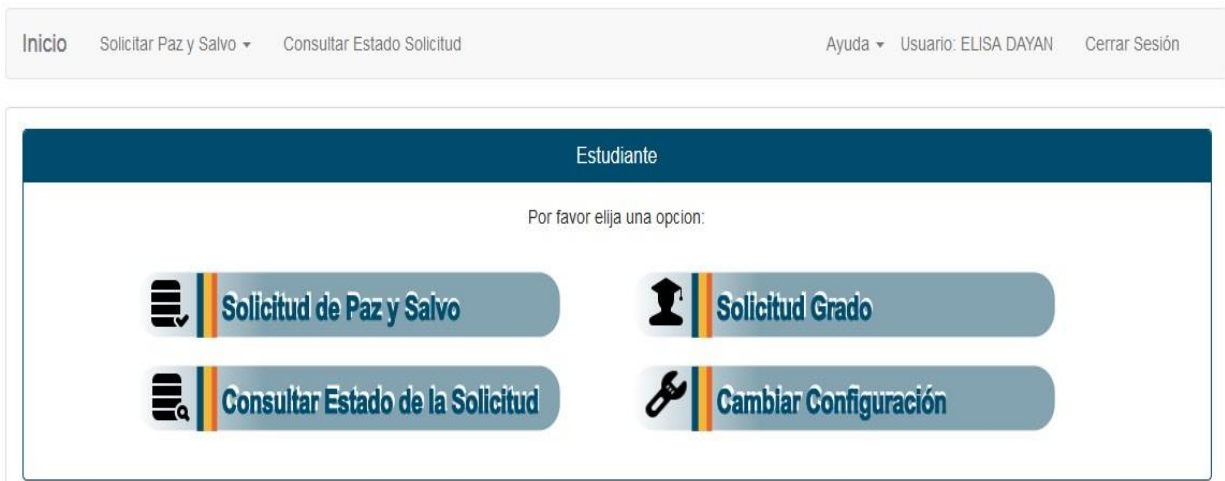 Inicio Solicitar Paz y Salvo Consultar Estado Solicitud Ayuda Usuario: ELISA DAYAN Cerrar Sesión
Estudiante
Por favor elija una opcion:
Solicitud de Paz y Salvo Solicitud Grado
Consultar Estado de la Solicitud Cambiar Configuración